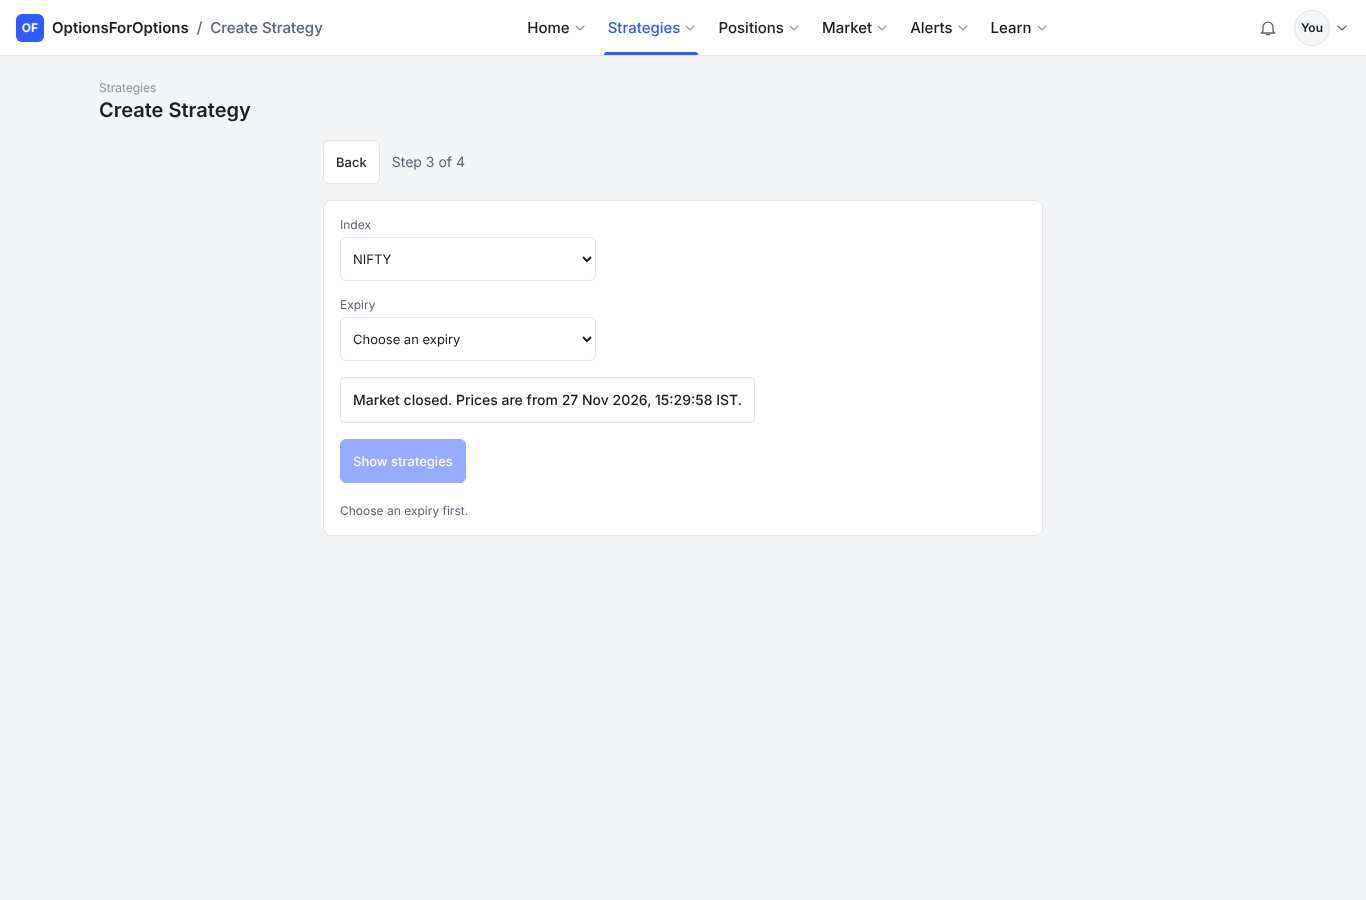 OF OptionsForOptions / Create Strategy Home Strategies Positions Market Alerts Learn You
Strategies
Create Strategy
Back Step 3 of 4
Index
NIFTY
Expiry
Choose an expiry
Market closed. Prices are from 27 Nov 2026, 15:29:58 IST.
Show strategies
Choose an expiry first.